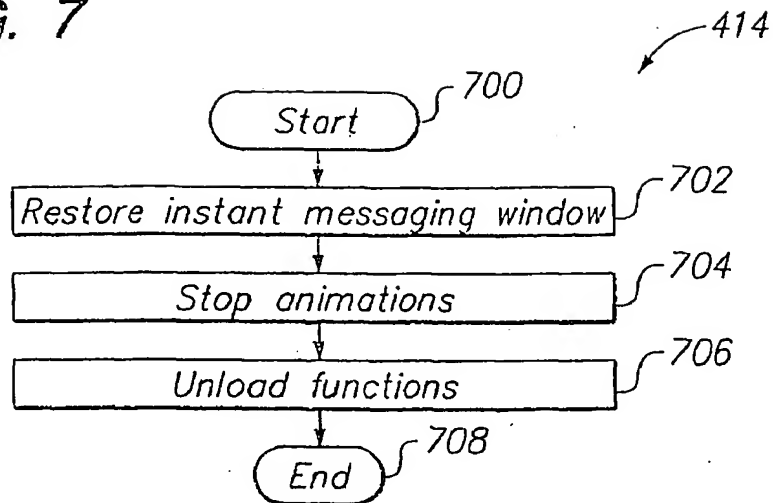 G. 7
414
Start
700
Restore instant messaging window
702
Stop animations
704
Unload functions
706
End
708